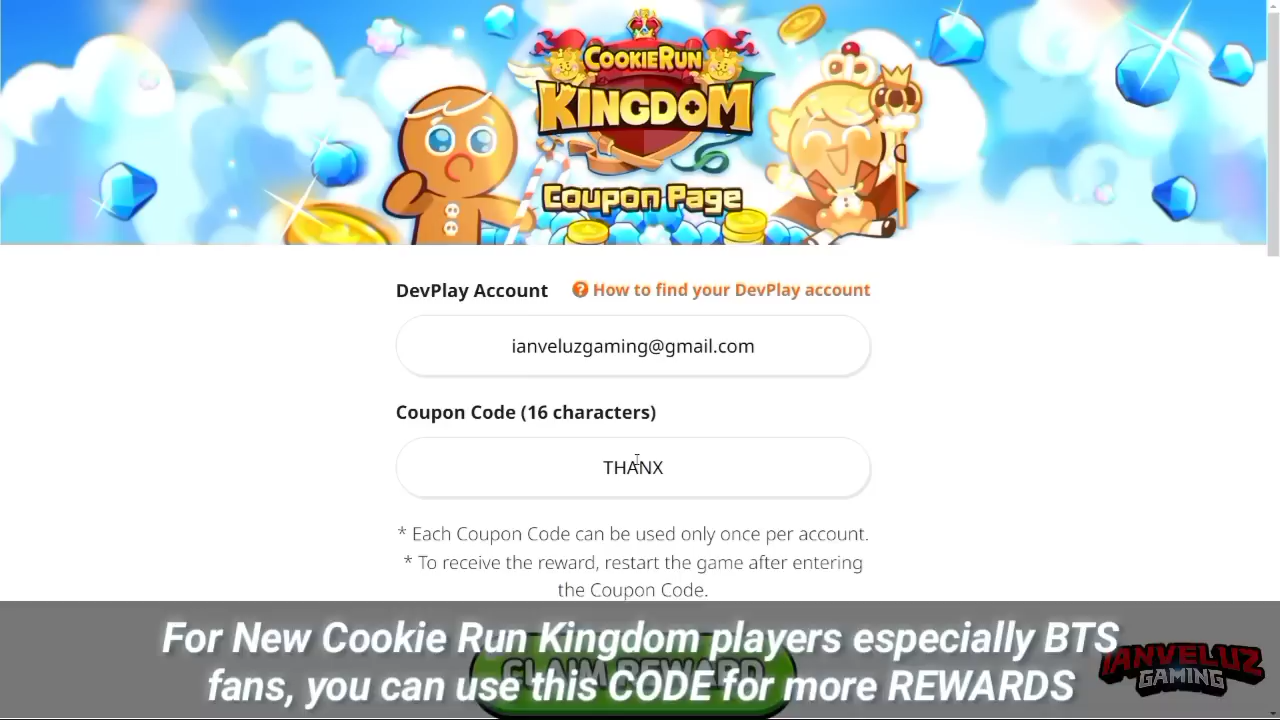 COOKIERUN
KINGDOM
Coupon Page
DevPlay Account
? How to find your DevPlay account
ianveluzgaming@gmail.com
Coupon Code (16 characters)
THANX
* Each Coupon Code can be used only once per account.
* To receive the reward, restart the game after entering
the Coupon Code.
CLAIM REWARD
For New Cookie Run Kingdom players especially BTS
fans, you can use this CODE for more REWARDS
IANVELUZ
GAMING